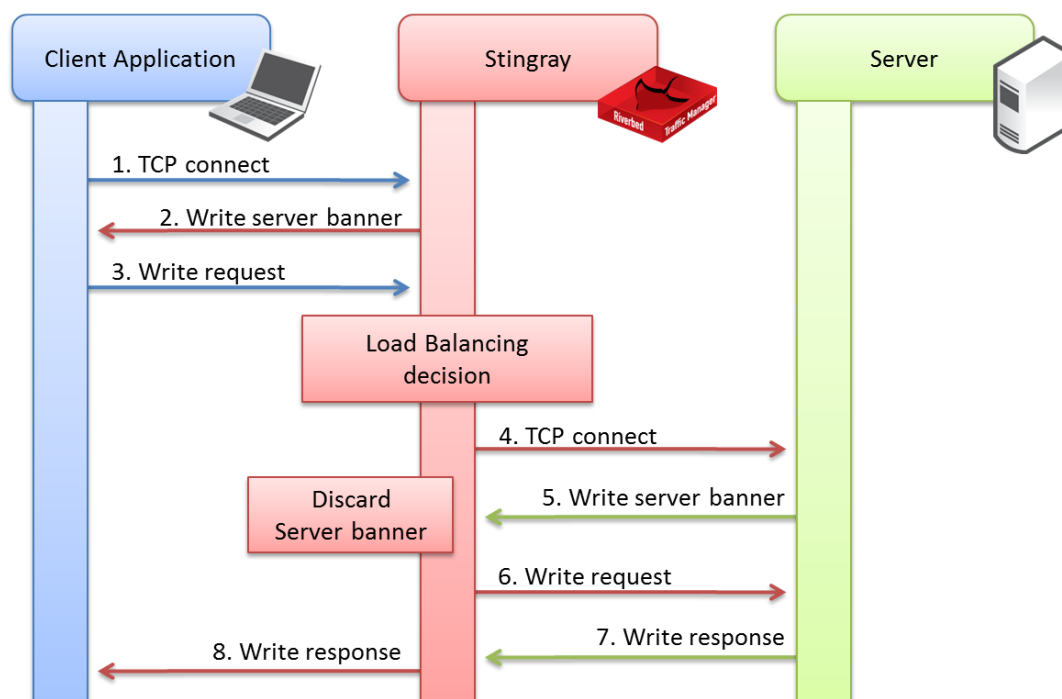 Client Application
Stingray
Server
Riverbed
Traffic Manager
1. TCP connect
2. Write server banner
3. Write request
Load Balancing
decision
4. TCP connect
5. Write server banner
Discard
Server banner
6. Write request
7. Write response
8. Write response